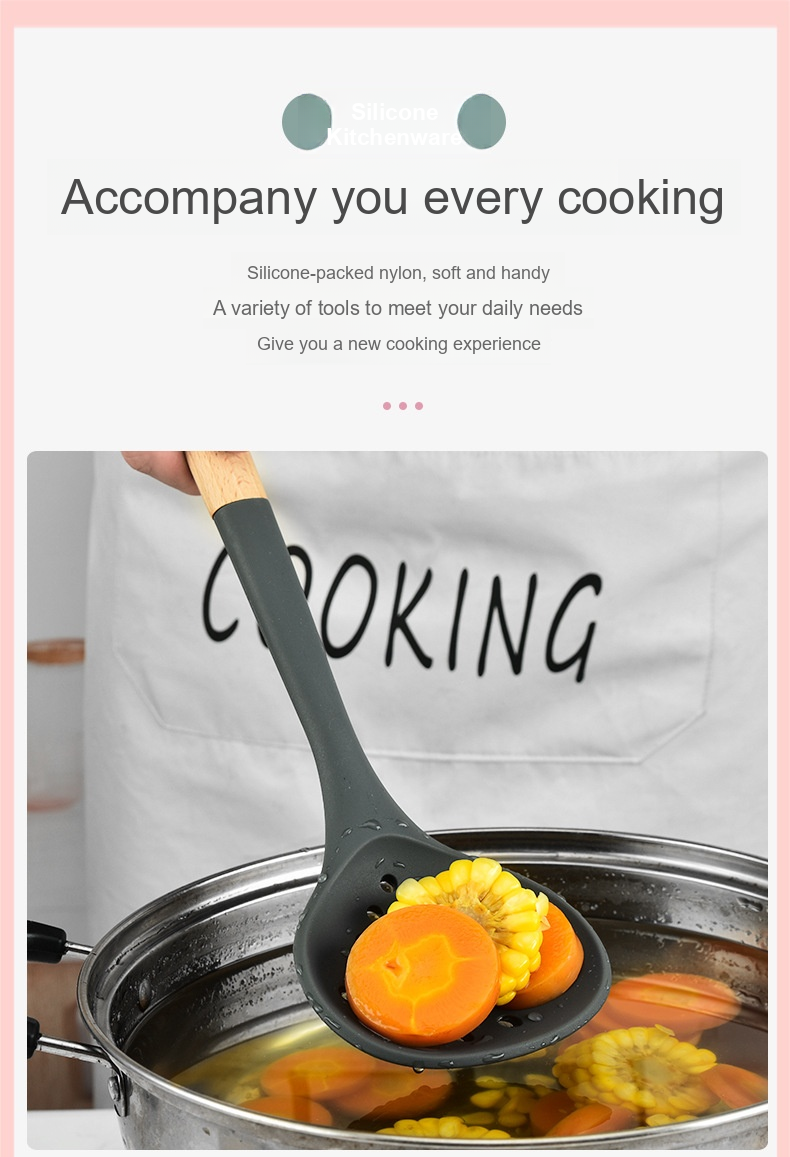 Silicone
Kitchenware
Accompany you every cooking
Silicone-packed nylon, soft and handy
A variety of tools to meet your daily needs
Give you a new cooking experience
COOKING